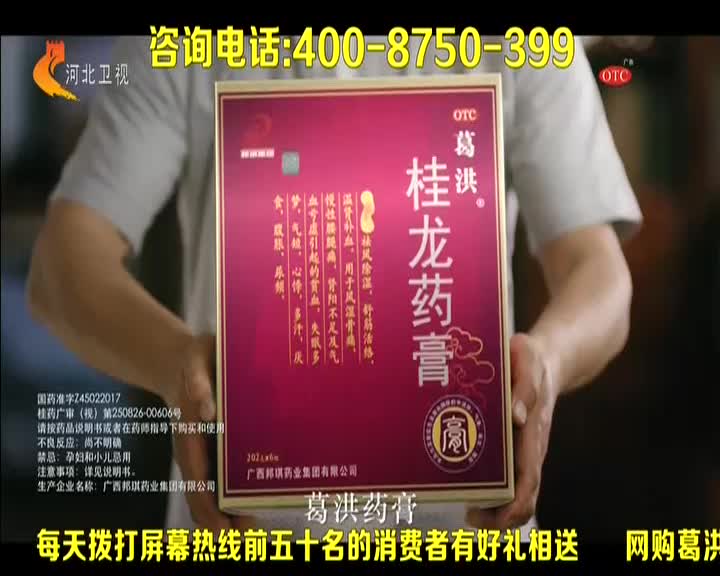 咨询电话:400-8750-399
河北卫视
广告
OTC
OTC
葛洪
桂龙药膏
祛风除湿，舒筋活络，
温肾补血。用于风湿骨痛，
慢性腰腿痛，肾阳不足及气
血亏虚引起的贫血，失眠多
梦，气短，心悸，多汗，厌
食，腹胀，尿频。
202克x6瓶
广西邦琪药业集团有限公司
国药准字Z45022017
桂药广审（视）第250826-00606号
请按药品说明书或者在药师指导下购买和使用
不良反应：尚不明确
禁忌：孕妇和小儿忌用
注意事项：详见说明书。
生产企业名称：广西邦琪药业集团有限公司
葛洪药膏
每天拨打屏幕热线前五十名的消费者有好礼相送
网购葛洪